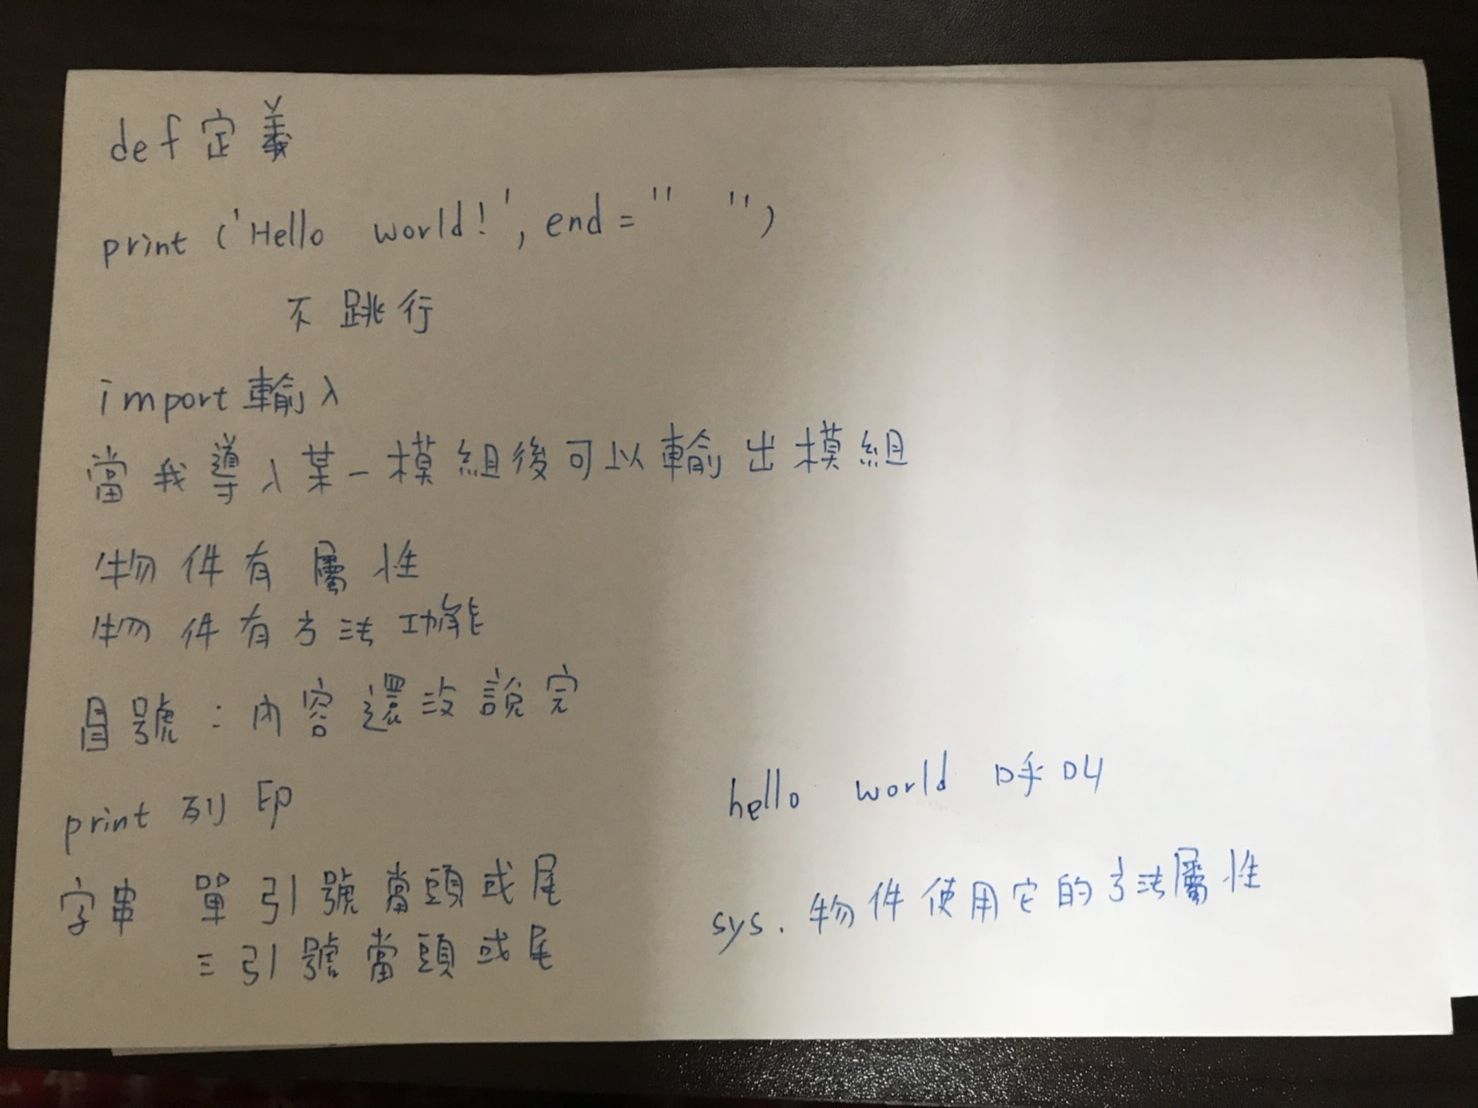 def 定義
print ('Hello world!', end = "  ")
不跳行
import 輸入
當我導入某一模組後可以輸出模組
物件有屬性
物件有方法功能
冒號：內容還沒說完
print 列印
字串 單引號當頭或尾
三引號當頭或尾
hello world 呼叫
sys. 物件使用它的方法屬性